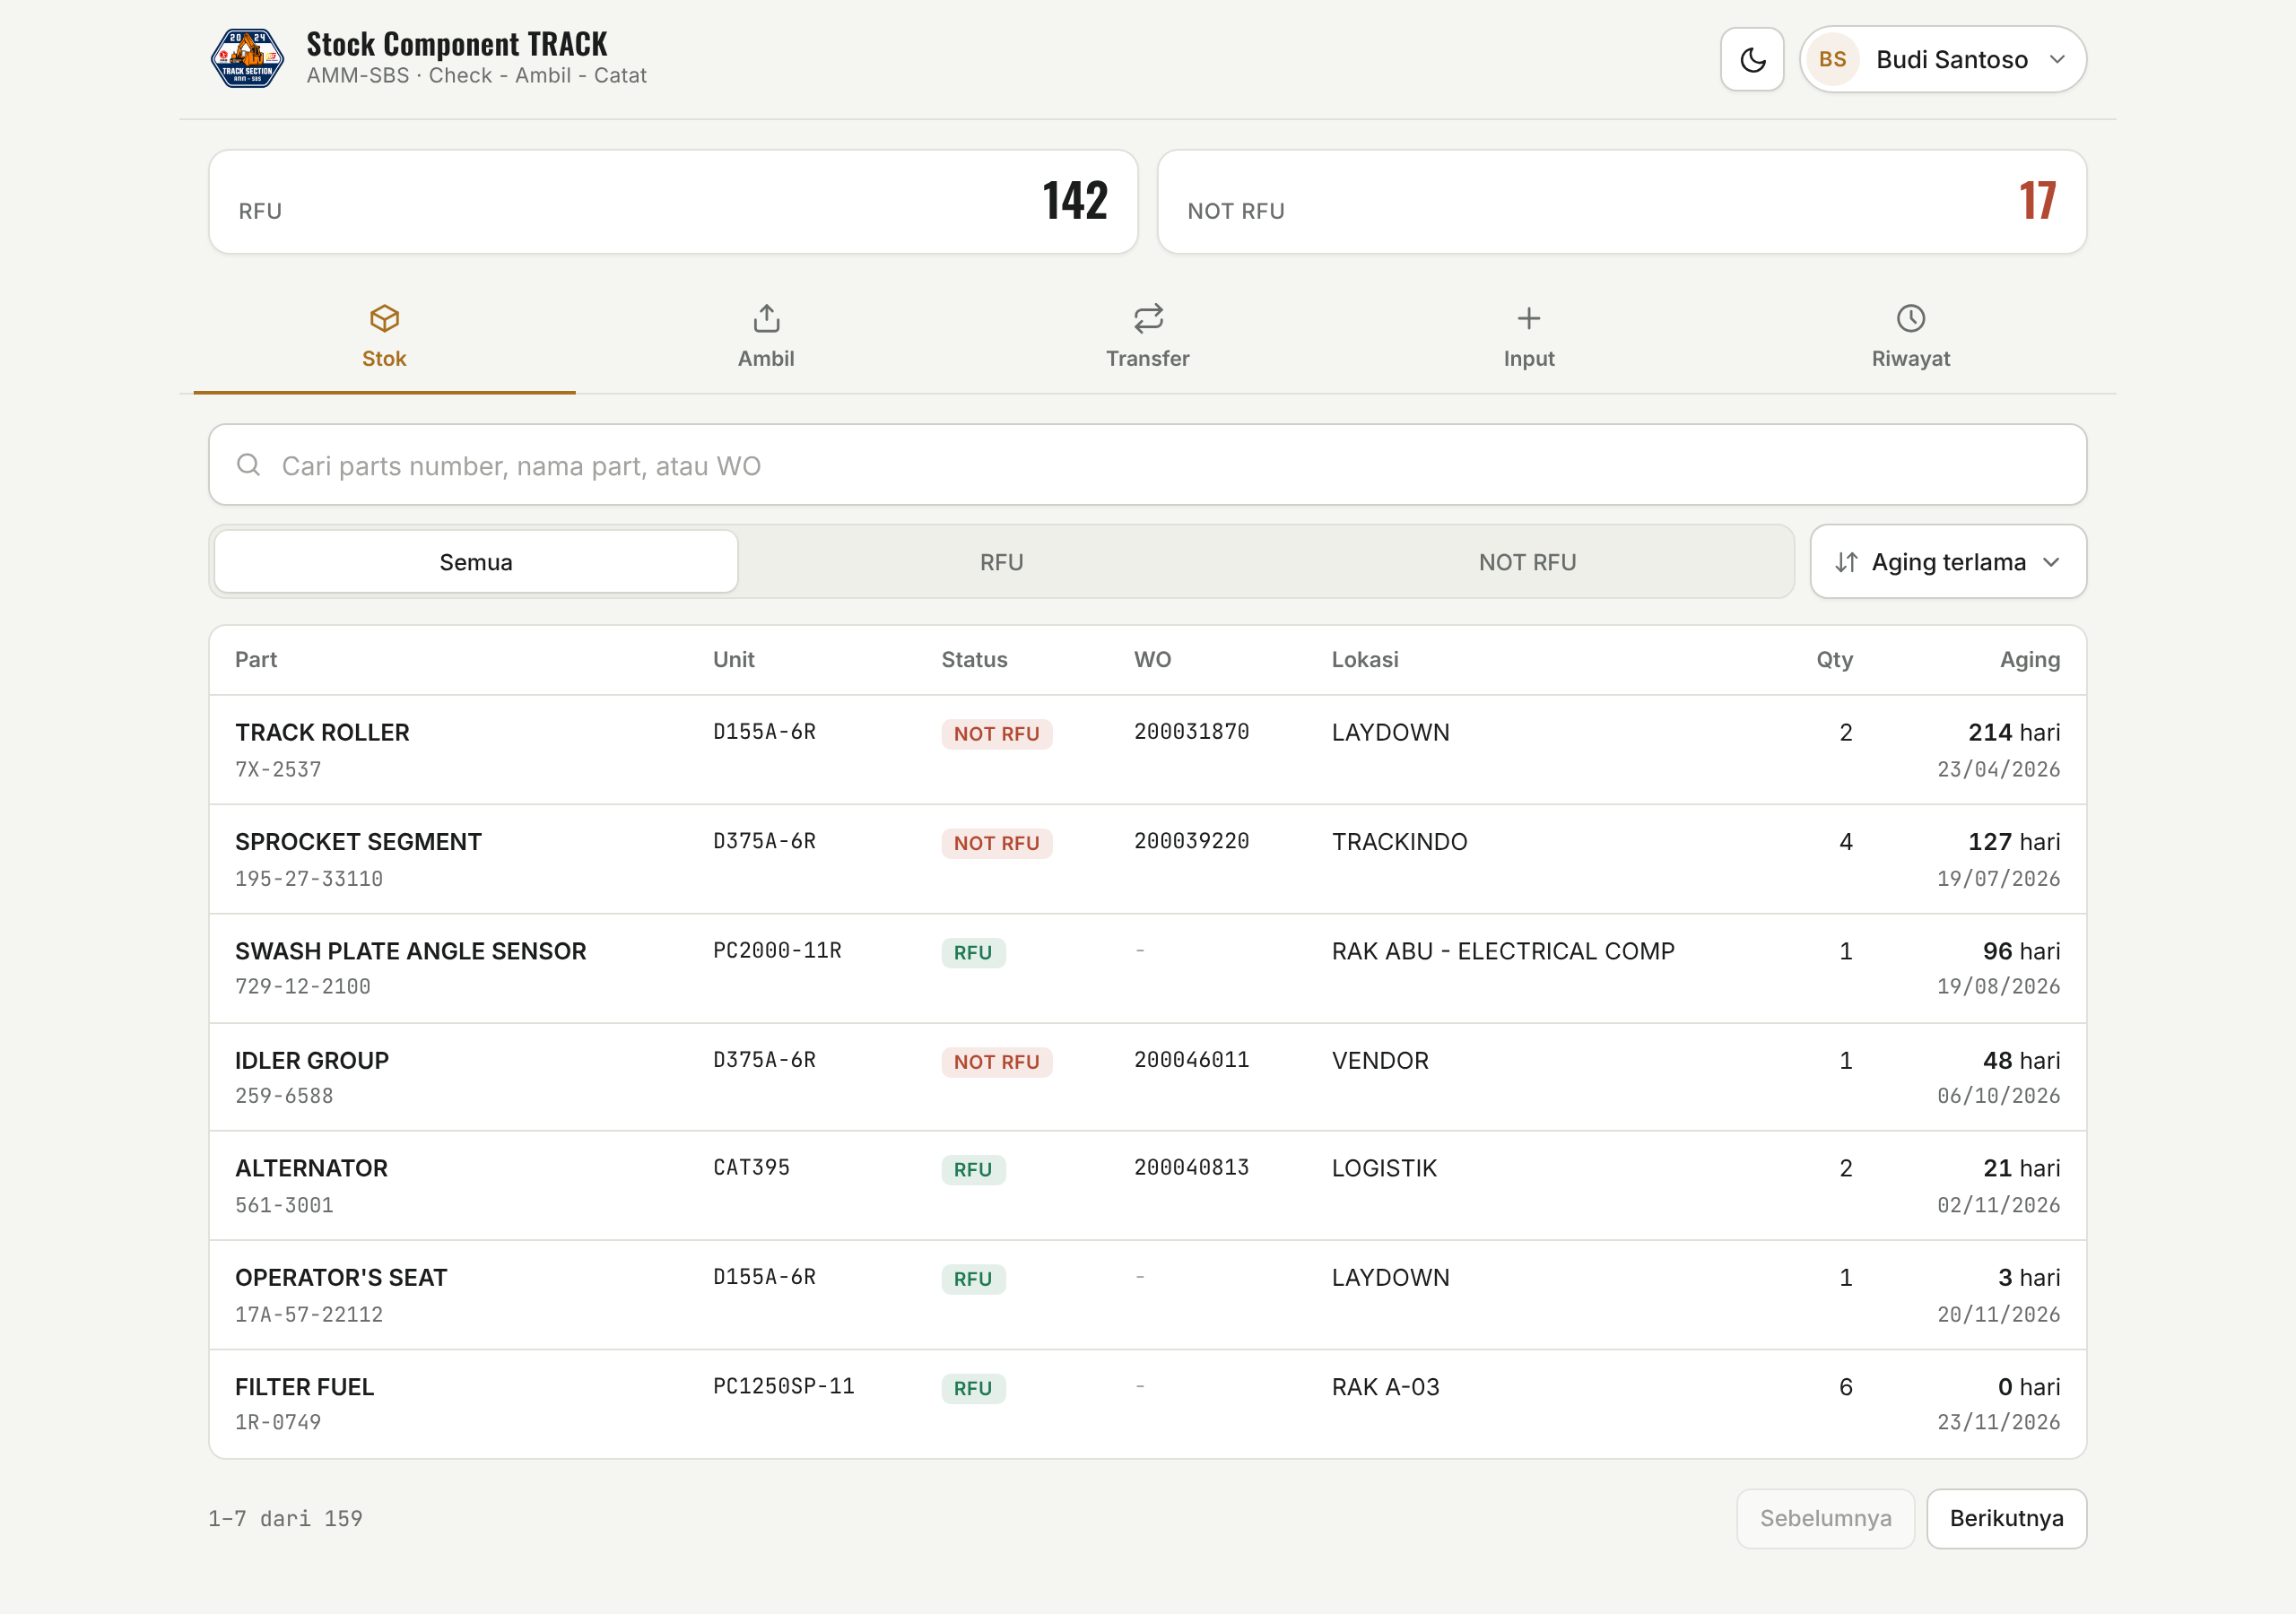 20 24
TRACK SECTION
AMM - SBS
Stock Component TRACK
AMM-SBS · Check - Ambil - Catat
BS
Budi Santoso
RFU
142
NOT RFU
17
Stok
Ambil
Transfer
Input
Riwayat
Cari parts number, nama part, atau WO
Semua
RFU
NOT RFU
Aging terlama
Part Unit Status WO Lokasi Qty Aging
TRACK ROLLER D155A-6R NOT RFU 200031870 LAYDOWN 2 214 hari
7X-2537 23/04/2026
SPROCKET SEGMENT D375A-6R NOT RFU 200039220 TRACKINDO 4 127 hari
195-27-33110 19/07/2026
SWASH PLATE ANGLE SENSOR PC2000-11R RFU - RAK ABU - ELECTRICAL COMP 1 96 hari
729-12-2100 19/08/2026
IDLER GROUP D375A-6R NOT RFU 200046011 VENDOR 1 48 hari
259-6588 06/10/2026
ALTERNATOR CAT395 RFU 200040813 LOGISTIK 2 21 hari
561-3001 02/11/2026
OPERATOR'S SEAT D155A-6R RFU - LAYDOWN 1 3 hari
17A-57-22112 20/11/2026
FILTER FUEL PC1250SP-11 RFU - RAK A-03 6 0 hari
1R-0749 23/11/2026
1–7 dari 159
Sebelumnya
Berikutnya